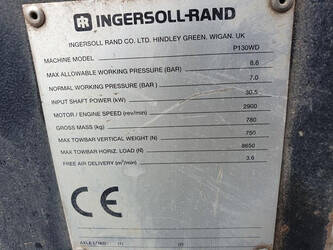 IR INGERSOLL-RAND
INGERSOLL RAND CO. LTD. HINDLEY GREEN. WIGAN. UK
MACHINE MODEL P130WD
MAX ALLOWABLE WORKING PRESSURE (BAR) 8.6
NORMAL WORKING PRESSURE (BAR) 7.0
INPUT SHAFT POWER (kW) 30.5
MOTOR / ENGINE SPEED (rev/min) 2900
GROSS MASS (kg) 780
MAX TOWBAR VERTICAL WEIGHT (N) 750
MAX TOWBAR HORIZ. LOAD (N) 8650
FREE AIR DELIVERY (m³/min) 3.6
CE